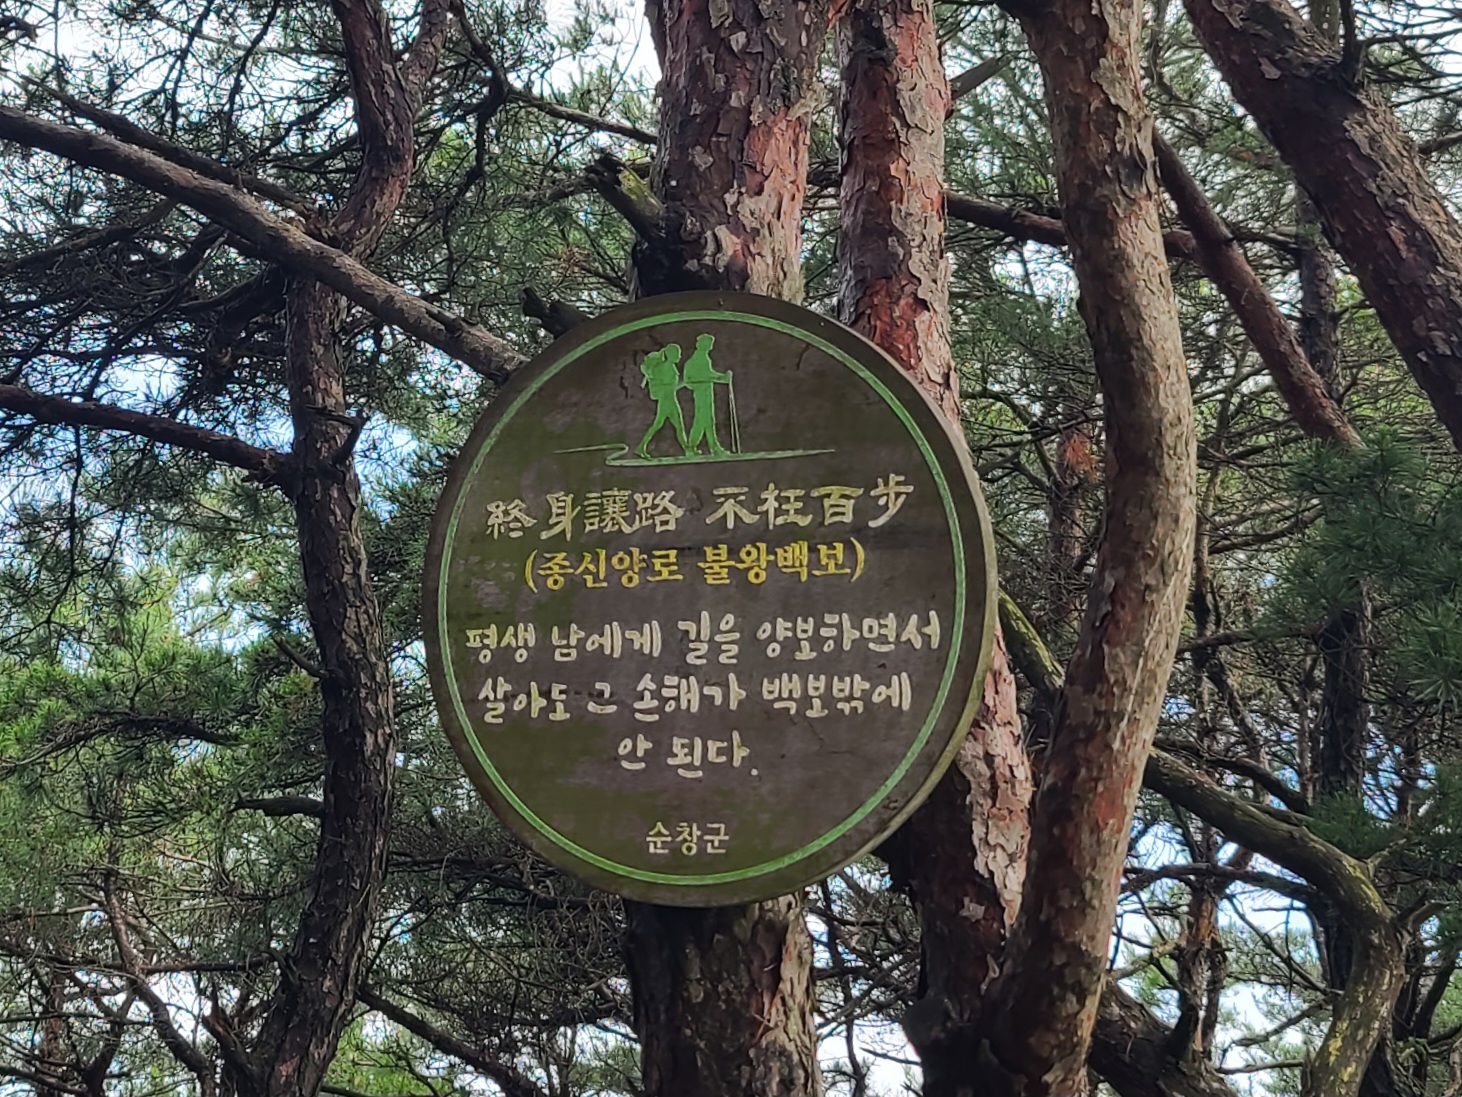 終身讓路 不枉百步
(종신양로 불왕백보)
평생 남에게 길을 양보하면서
살아도 그 손해가 백보밖에
안 된다.
순창군